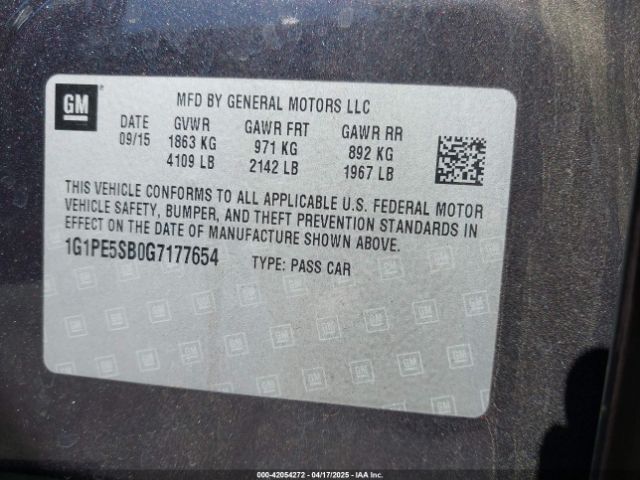 GM
MFD BY GENERAL MOTORS LLC
DATE GVWR GAWR FRT GAWR RR
09/15 1863 KG 971 KG 892 KG
4109 LB 2142 LB 1967 LB
THIS VEHICLE CONFORMS TO ALL APPLICABLE U.S. FEDERAL MOTOR
VEHICLE SAFETY, BUMPER, AND THEFT PREVENTION STANDARDS IN
EFFECT ON THE DATE OF MANUFACTURE SHOWN ABOVE.
1G1PE5SB0G7177654 TYPE: PASS CAR
000-42054272 - 04/17/2025 - IAA Inc.